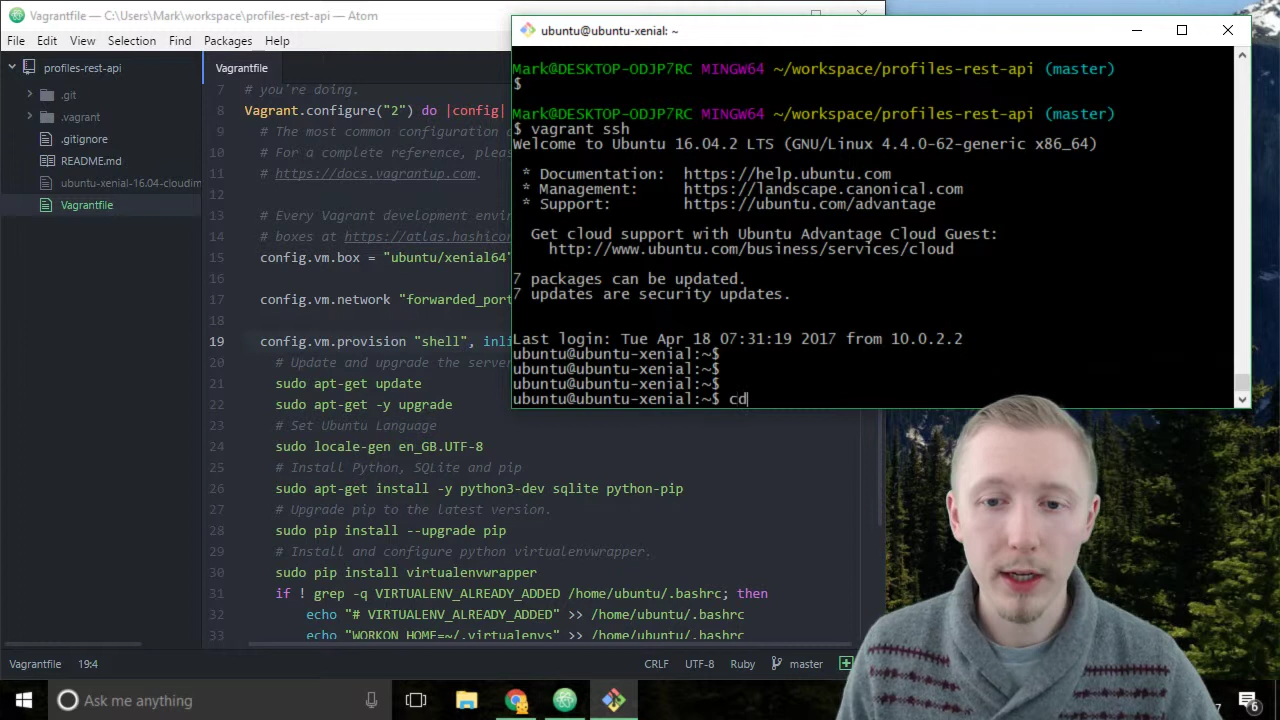 Vagrantfile — C:\Users\Mark\workspace\profiles-rest-api — Atom
File Edit View Selection Find Packages Help
profiles-rest-api
.git
.vagrant
.gitignore
README.md
ubuntu-xenial-16.04-cloudim
Vagrantfile
Vagrantfile
7 # you're doing.
8 Vagrant.configure("2") do |config|
9 # The most common configuration
10 # For a complete reference, pleas
11 # https://docs.vagrantup.com.
12
13 # Every Vagrant development envir
14 # boxes at https://atlas.hashicor
15 config.vm.box = "ubuntu/xenial64"
16
17 config.vm.network "forwarded_port
18
19 config.vm.provision "shell", inli
20 # Update and upgrade the server
21 sudo apt-get update
22 sudo apt-get -y upgrade
23 # Set Ubuntu Language
24 sudo locale-gen en_GB.UTF-8
25 # Install Python, SQLite and pip
26 sudo apt-get install -y python3-dev sqlite python-pip
27 # Upgrade pip to the latest version.
28 sudo pip install --upgrade pip
29 # Install and configure python virtualenvwrapper.
30 sudo pip install virtualenvwrapper
31 if ! grep -q VIRTUALENV_ALREADY_ADDED /home/ubuntu/.bashrc; then
32 echo "# VIRTUALENV_ALREADY_ADDED" >> /home/ubuntu/.bashrc
33 echo "WORKON_HOME=~/.virtualenvs" >> /home/ubuntu/.bashrc
Vagrantfile 19:4 CRLF UTF-8 Ruby master
ubuntu@ubuntu-xenial: ~
Mark@DESKTOP-ODJP7RC MINGW64 ~/workspace/profiles-rest-api (master)
$
Mark@DESKTOP-ODJP7RC MINGW64 ~/workspace/profiles-rest-api (master)
$ vagrant ssh
Welcome to Ubuntu 16.04.2 LTS (GNU/Linux 4.4.0-62-generic x86_64)
* Documentation: https://help.ubuntu.com
* Management: https://landscape.canonical.com
* Support: https://ubuntu.com/advantage
Get cloud support with Ubuntu Advantage Cloud Guest:
http://www.ubuntu.com/business/services/cloud
7 packages can be updated.
7 updates are security updates.
Last login: Tue Apr 18 07:31:19 2017 from 10.0.2.2
ubuntu@ubuntu-xenial:~$
ubuntu@ubuntu-xenial:~$
ubuntu@ubuntu-xenial:~$
ubuntu@ubuntu-xenial:~$ cd
Ask me anything
6